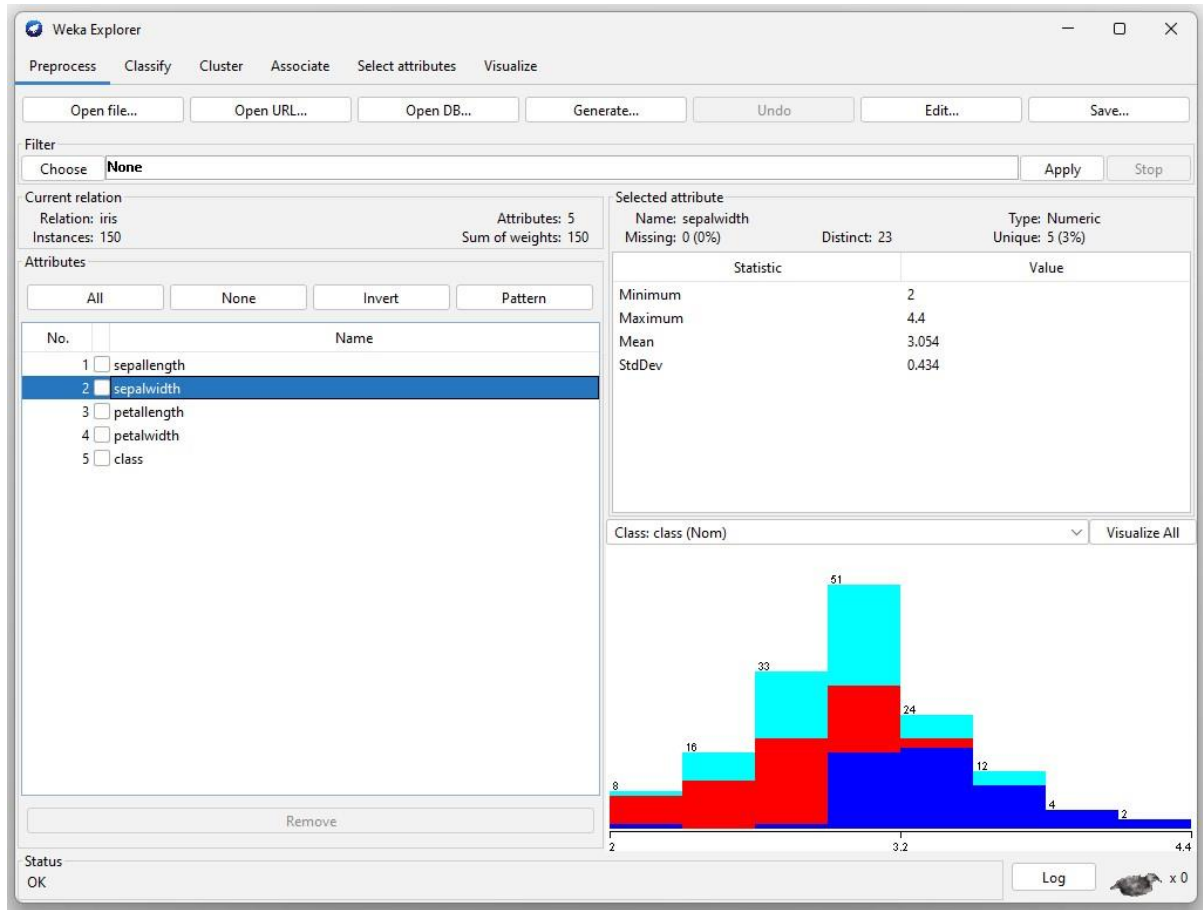 Weka Explorer
Preprocess Classify Cluster Associate Select attributes Visualize
Open file... Open URL... Open DB... Generate... Undo Edit... Save...
Filter
Choose None Apply Stop
Current relation
Relation: iris Attributes: 5
Instances: 150 Sum of weights: 150
Attributes
All None Invert Pattern
No. Name
1 sepallength
2 sepalwidth
3 petallength
4 petalwidth
5 class
Remove
Selected attribute
Name: sepalwidth Type: Numeric
Missing: 0 (0%) Distinct: 23 Unique: 5 (3%)
Statistic Value
Minimum 2
Maximum 4.4
Mean 3.054
StdDev 0.434
Class: class (Nom) Visualize All
51
33
24
16
12
8
4
2
2 3.2 4.4
Status
OK
Log x 0